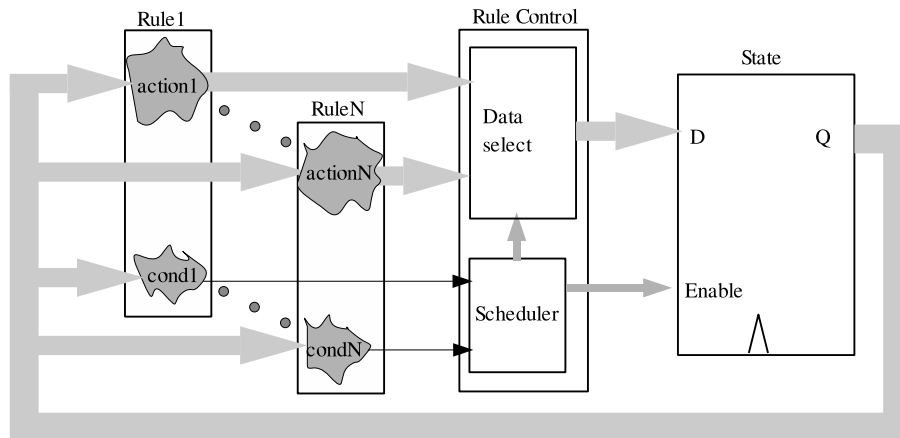 Rule1
Rule Control
State
action1
RuleN
Data
select
D
Q
actionN
cond1
Enable
Scheduler
condN